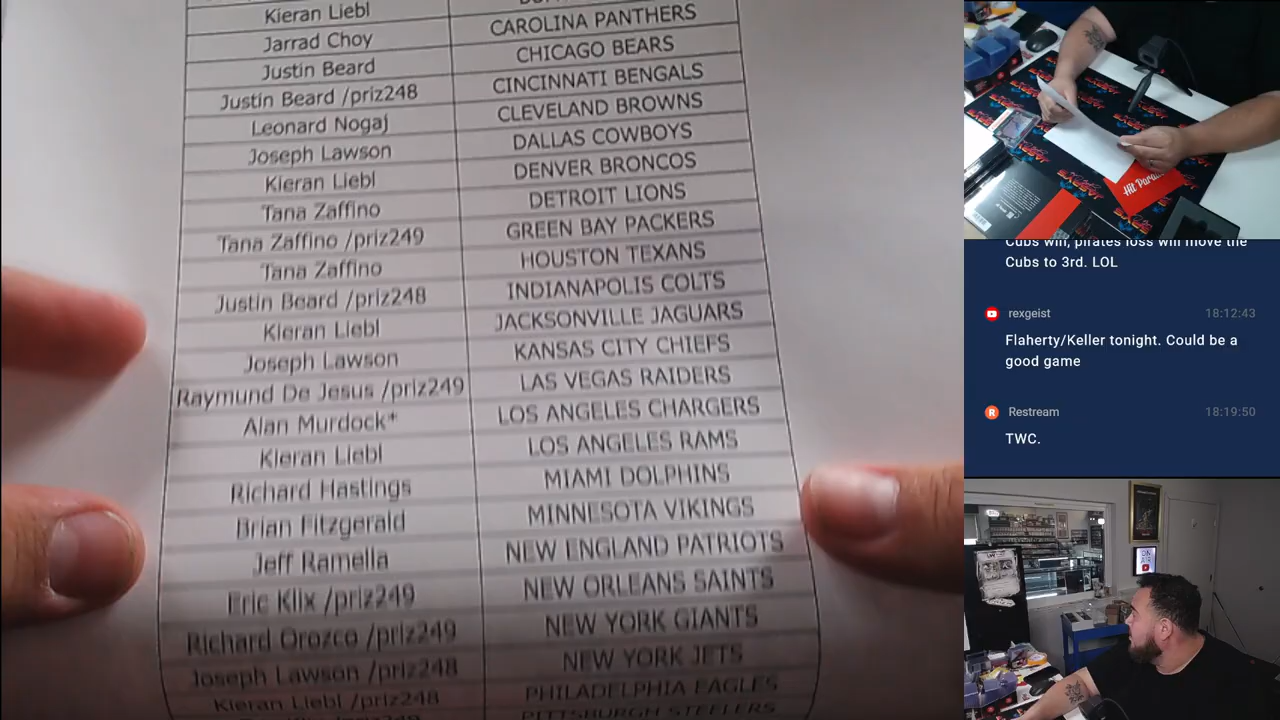 Kieran Liebl
Jarrad Choy CAROLINA PANTHERS
Justin Beard CHICAGO BEARS
Justin Beard /priz248 CINCINNATI BENGALS
Leonard Nogaj CLEVELAND BROWNS
Joseph Lawson DALLAS COWBOYS
Kieran Liebl DENVER BRONCOS
Tana Zaffino DETROIT LIONS
Tana Zaffino /priz249 GREEN BAY PACKERS
Tana Zaffino HOUSTON TEXANS
Justin Beard /priz248 INDIANAPOLIS COLTS
Kieran Liebl JACKSONVILLE JAGUARS
Joseph Lawson KANSAS CITY CHIEFS
Raymund De Jesus /priz249 LAS VEGAS RAIDERS
Alan Murdock* LOS ANGELES CHARGERS
Kieran Liebl LOS ANGELES RAMS
Richard Hastings MIAMI DOLPHINS
Brian Fitzgerald MINNESOTA VIKINGS
Jeff Ramella NEW ENGLAND PATRIOTS
Eric Klix /priz249 NEW ORLEANS SAINTS
Richard Orozco /priz249 NEW YORK GIANTS
Joseph Lawson /priz248 NEW YORK JETS
Kieran Liebl /priz248 PHILADELPHIA EAGLES
PITTSBURGH STEELERS
Hit Para
Cubs win, pirates loss will move the
Cubs to 3rd. LOL
rexgeist 18:12:43
Flaherty/Keller tonight. Could be a
good game
R Restream 18:19:50
TWC.